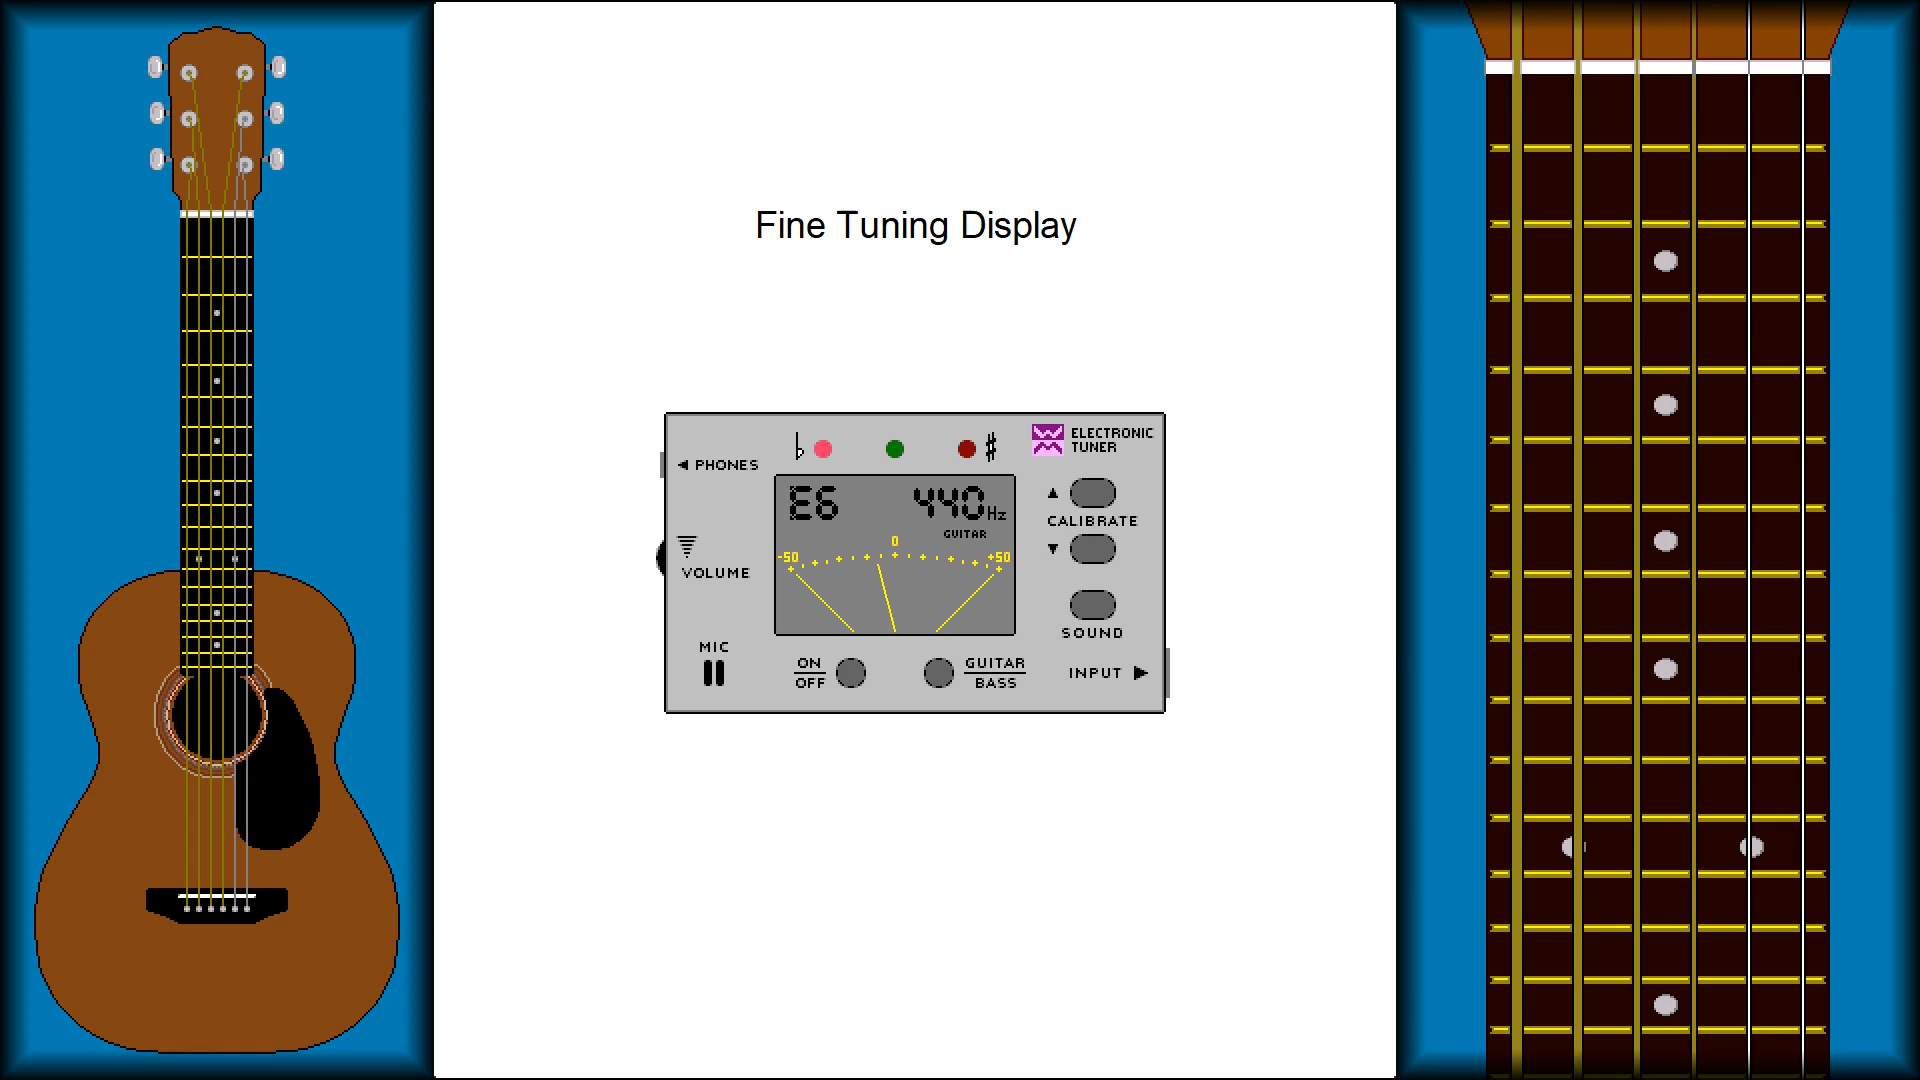 Fine Tuning Display
♭ ♯
ELECTRONIC
TUNER
◄ PHONES
E6 440Hz
GUITAR
▲
CALIBRATE
▼
-50 0 +50
VOLUME
SOUND
MIC
ON
OFF
GUITAR
BASS
INPUT ►